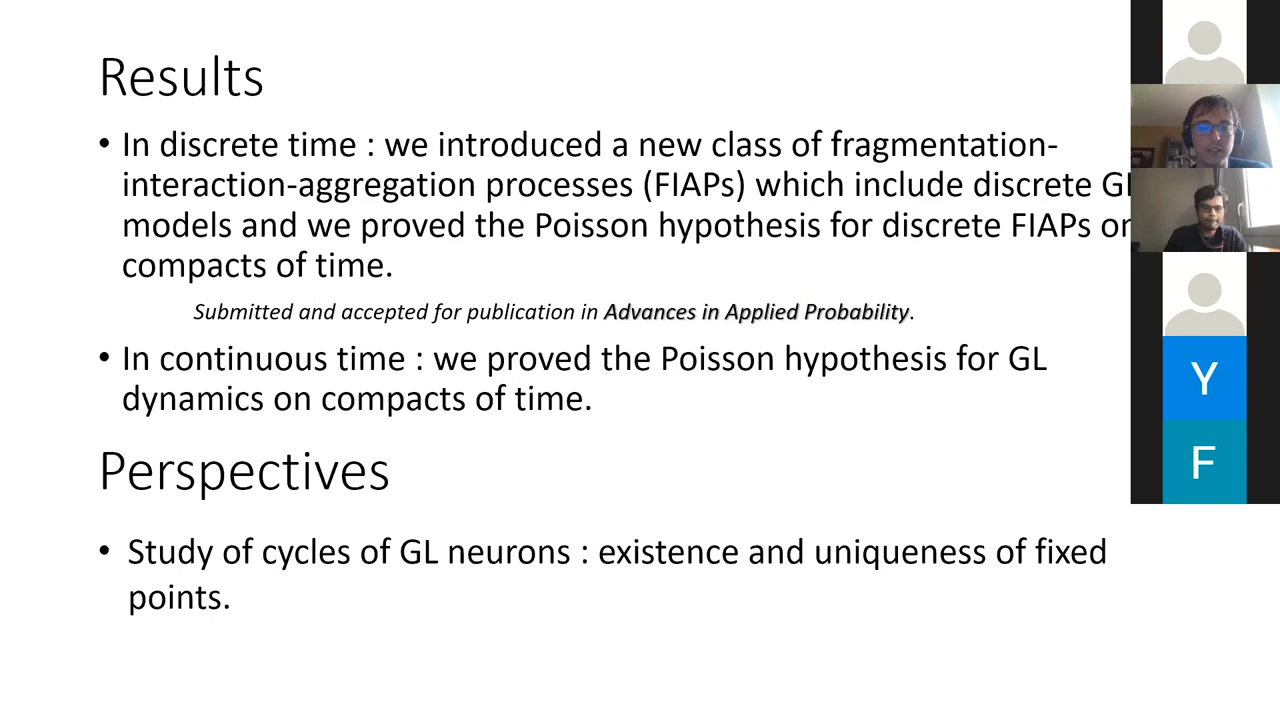 Results
• In discrete time : we introduced a new class of fragmentation-
interaction-aggregation processes (FIAPs) which include discrete
models and we proved the Poisson hypothesis for discrete FIAPs
compacts of time.
Submitted and accepted for publication in Advances in Applied Probability.
• In continuous time : we proved the Poisson hypothesis for GL
dynamics on compacts of time.
Perspectives
• Study of cycles of GL neurons : existence and uniqueness of fixed
points.
Y
F